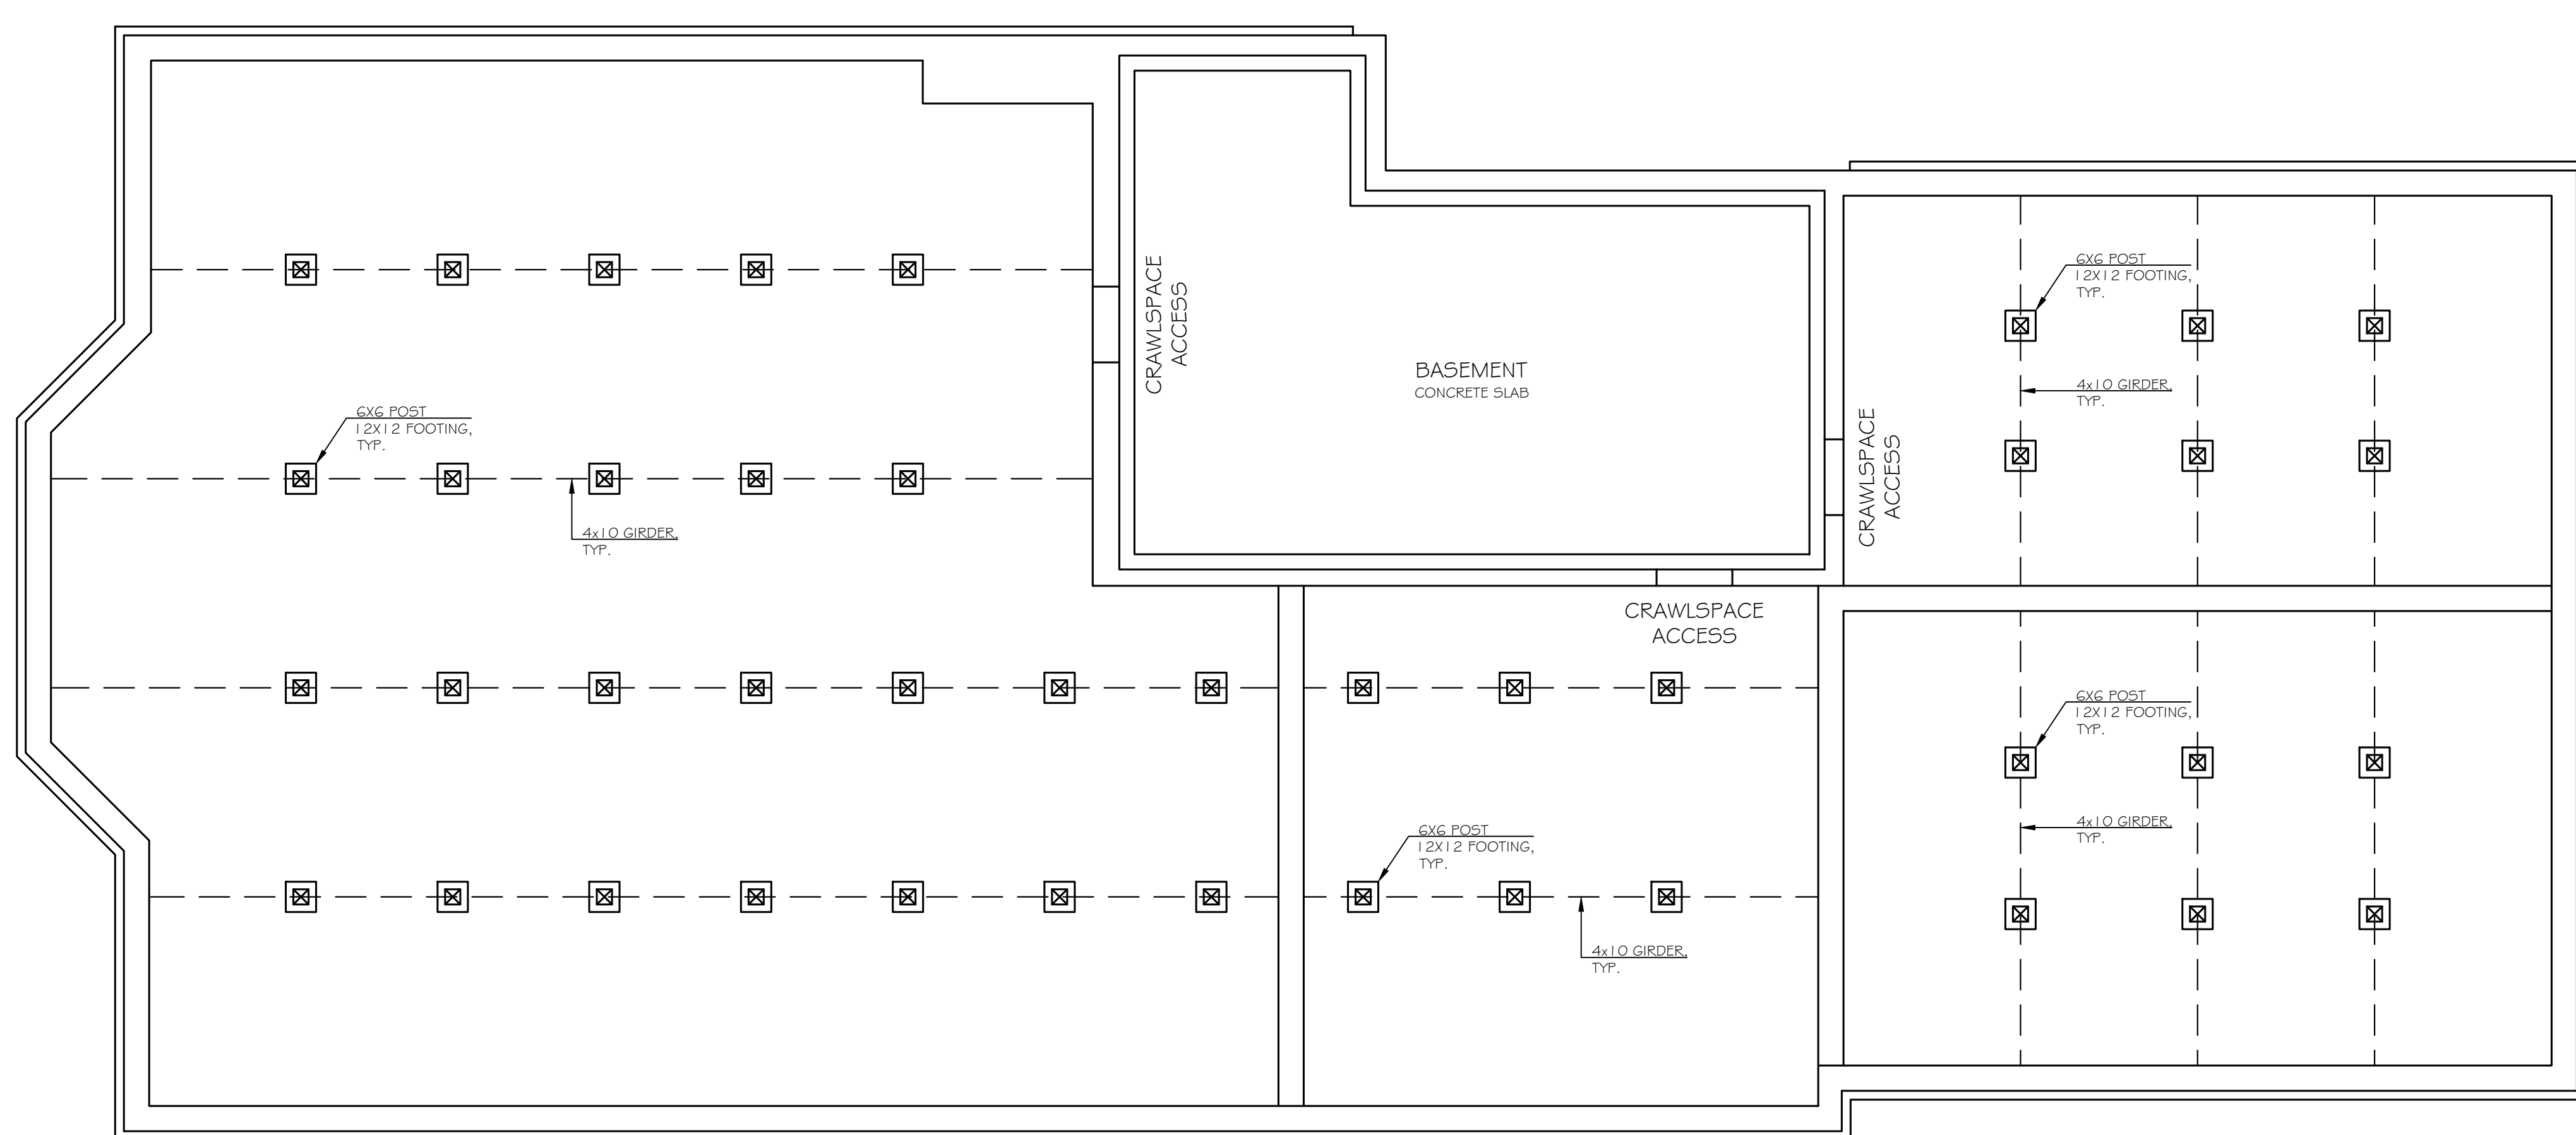 CRAWLSPACE
ACCESS
6X6 POST
12X12 FOOTING,
TYP.
BASEMENT
CONCRETE SLAB
4x10 GIRDER,
TYP.
6X6 POST
12X12 FOOTING,
TYP.
CRAWLSPACE
ACCESS
4x10 GIRDER,
TYP.
CRAWLSPACE
ACCESS
6X6 POST
12X12 FOOTING,
TYP.
6X6 POST
12X12 FOOTING,
TYP.
4x10 GIRDER,
TYP.
4x10 GIRDER,
TYP.